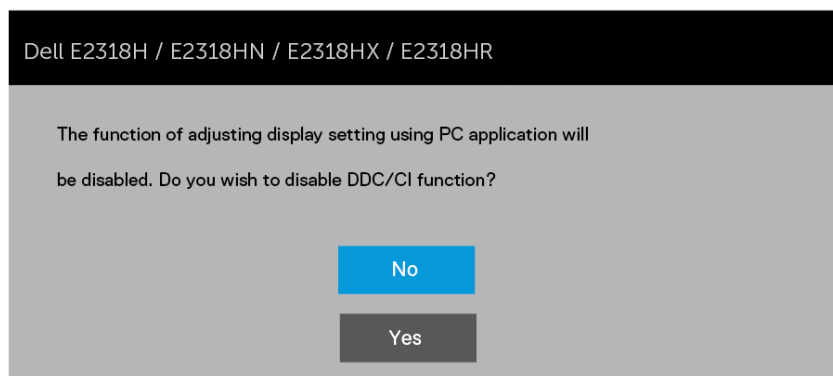 Dell E2318H / E2318HN / E2318HX / E2318HR
The function of adjusting display setting using PC application will
be disabled. Do you wish to disable DDC/CI function?
No
Yes